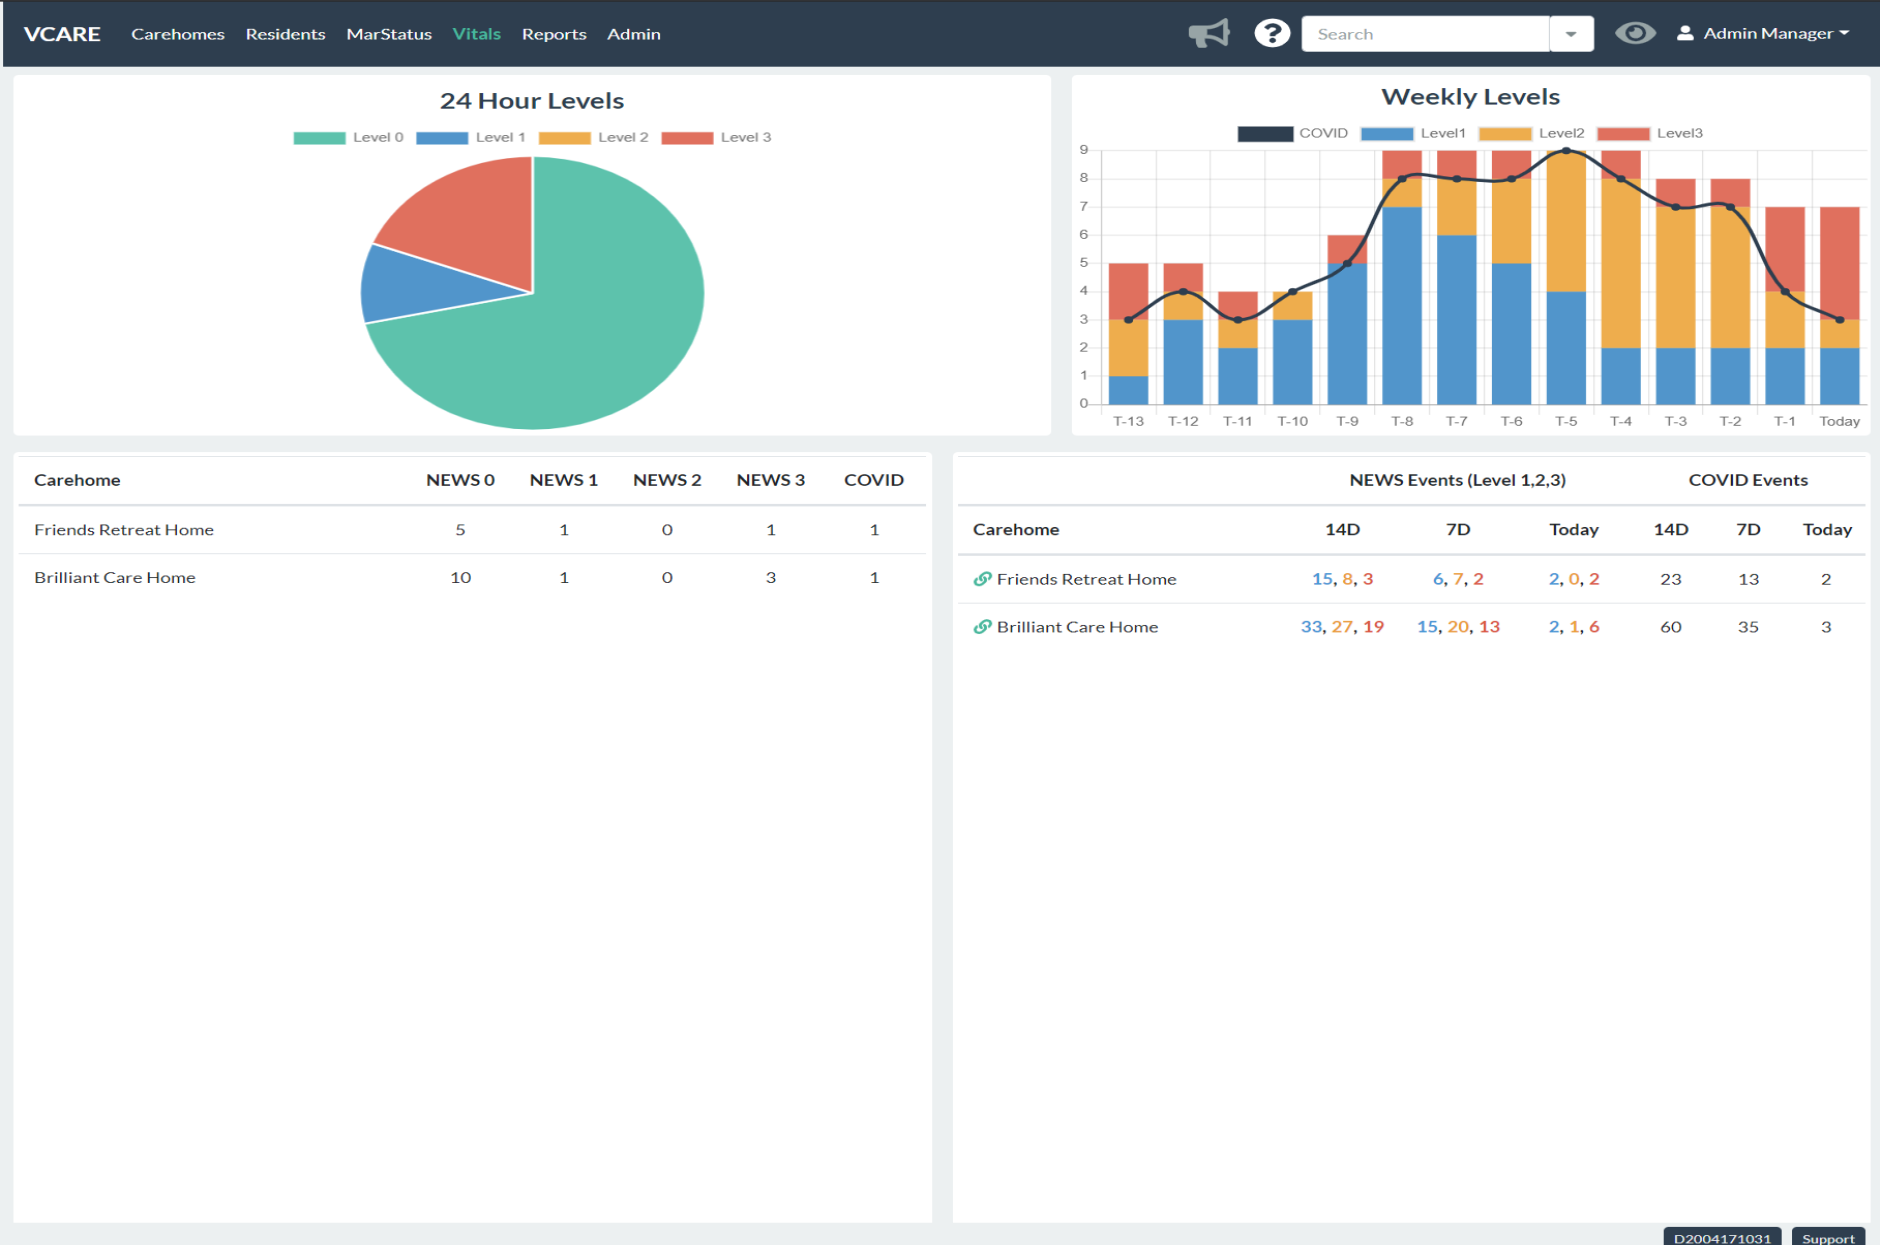 VCARE Carehomes Residents MarStatus Vitals Reports Admin Search Admin Manager
24 Hour Levels
Level 0 Level 1 Level 2 Level 3
Weekly Levels
COVID Level1 Level2 Level3
9
8
7
6
5
4
3
2
1
0
T-13 T-12 T-11 T-10 T-9 T-8 T-7 T-6 T-5 T-4 T-3 T-2 T-1 Today
Carehome NEWS 0 NEWS 1 NEWS 2 NEWS 3 COVID
Friends Retreat Home 5 1 0 1 1
Brilliant Care Home 10 1 0 3 1
NEWS Events (Level 1,2,3) COVID Events
Carehome 14D 7D Today 14D 7D Today
Friends Retreat Home 15, 8, 3 6, 7, 2 2, 0, 2 23 13 2
Brilliant Care Home 33, 27, 19 15, 20, 13 2, 1, 6 60 35 3
D2004171031 Support